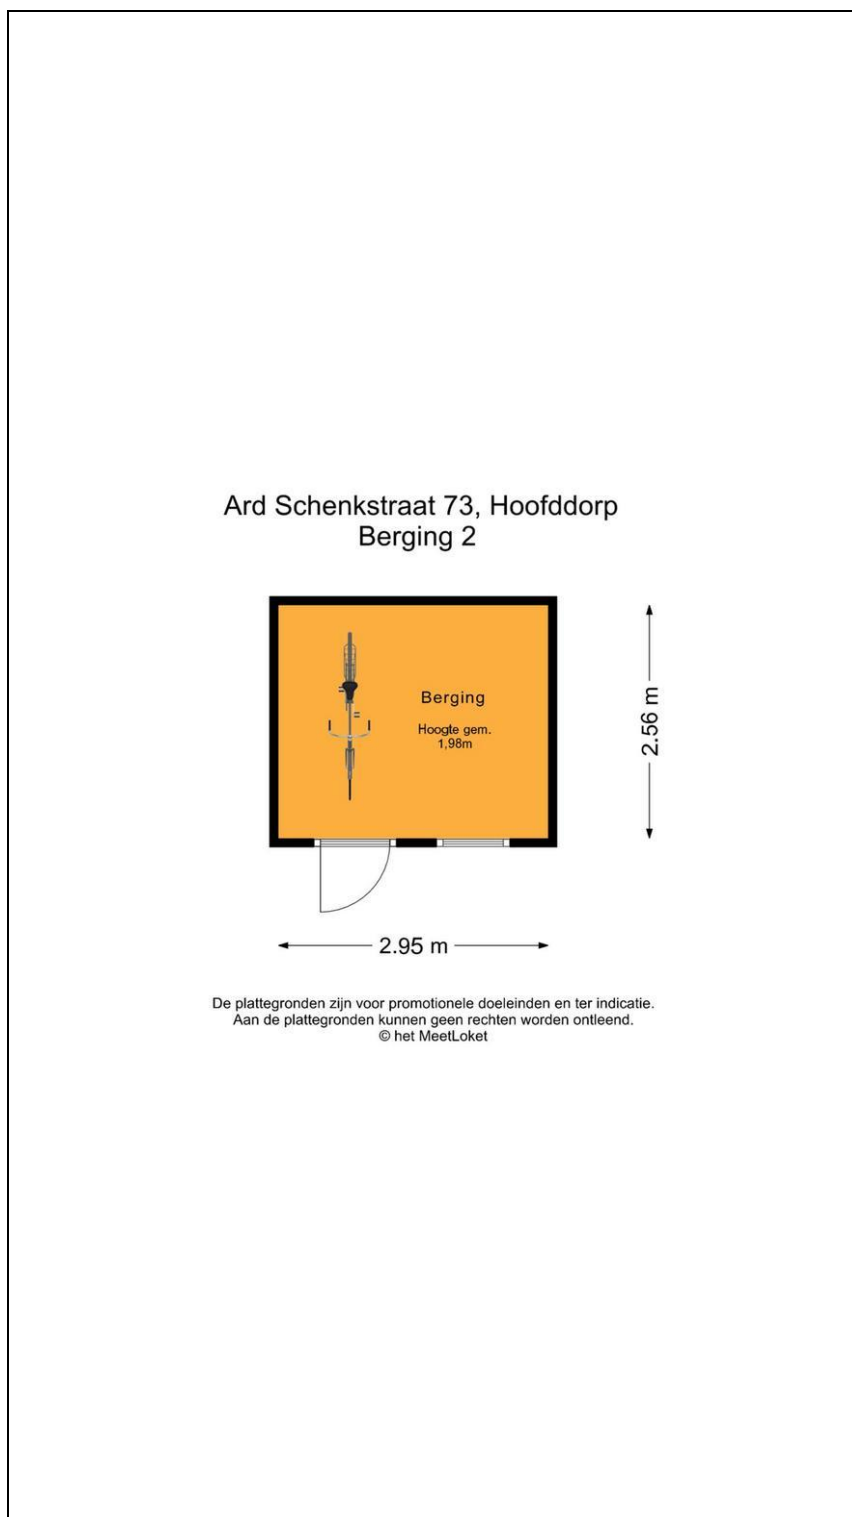 Ard Schenkstraat 73, Hoofddorp
Berging 2
Berging
Hoogte gem.
1,98m
2.56 m
2.95 m
De plattegronden zijn voor promotionele doeleinden en ter indicatie.
Aan de plattegronden kunnen geen rechten worden ontleend.
© het MeetLoket